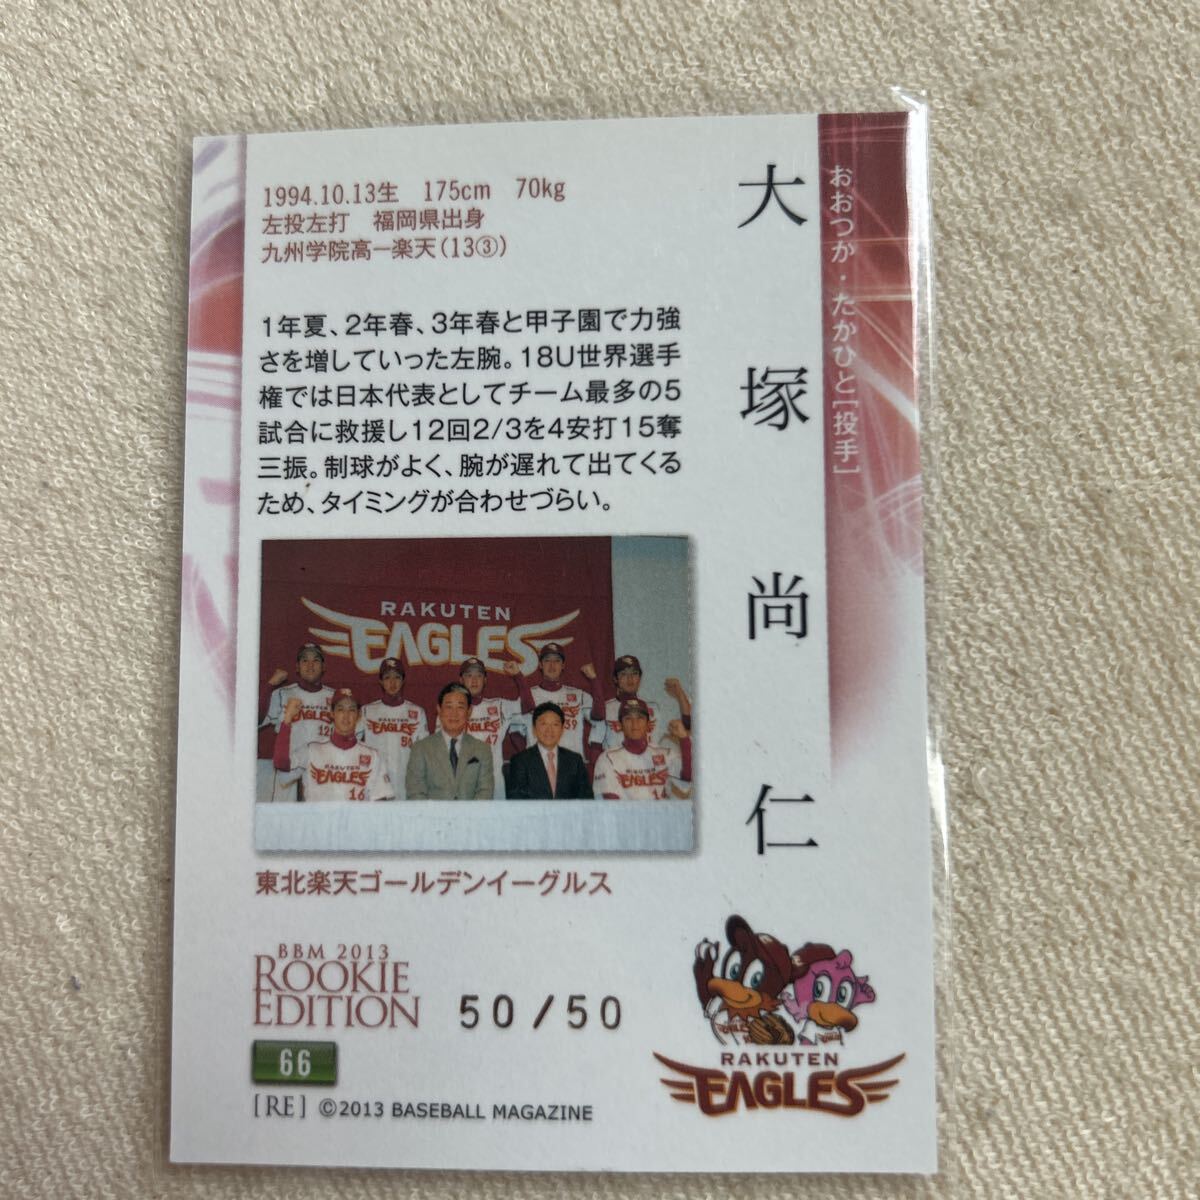 1994.10.13生　175cm　70kg
左投左打　福岡県出身
九州学院高ー楽天(13③)
大塚尚仁
おおつか・たかひと[投手]
1年夏、2年春、3年春と甲子園で力強
さを増していった左腕。18U世界選手
権では日本代表としてチーム最多の5
試合に救援し12回2/3を4安打15奪
三振。制球がよく、腕が遅れて出てくる
ため、タイミングが合わせづらい。
RAKUTEN
EAGLES
RAKUTEN
EAGLES
16
東北楽天ゴールデンイーグルス
BBM 2013
ROOKIE
EDITION
50/50
66
[RE] ©2013 BASEBALL MAGAZINE
RAKUTEN
EAGLES